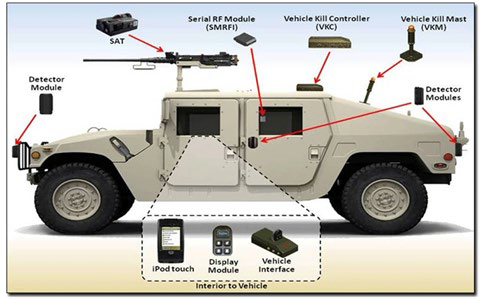 Serial RF Module
(SMRFI)
Vehicle Kill Controller
(VKC)
Vehicle Kill Mast
(VKM)
SAT
Detector
Module
Detector
Modules
iPod touch
Display
Module
Vehicle
Interface
Interior to Vehicle